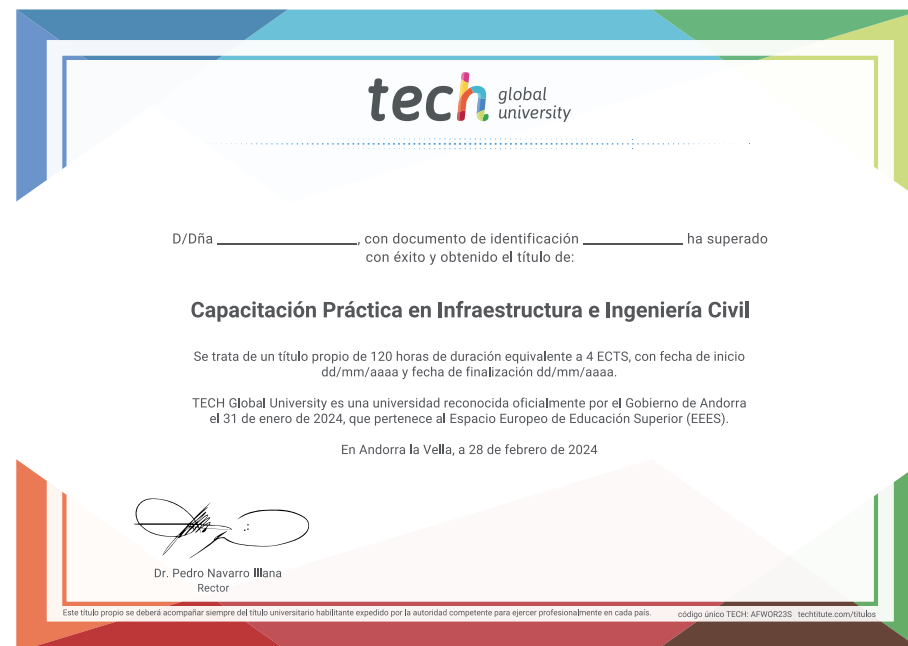 tech global university
D/Dña ______________, con documento de identificación __________ ha superado
con éxito y obtenido el título de:
Capacitación Práctica en Infraestructura e Ingeniería Civil
Se trata de un título propio de 120 horas de duración equivalente a 4 ECTS, con fecha de inicio
dd/mm/aaaa y fecha de finalización dd/mm/aaaa.
TECH Global University es una universidad reconocida oficialmente por el Gobierno de Andorra
el 31 de enero de 2024, que pertenece al Espacio Europeo de Educación Superior (EEES).
En Andorra la Vella, a 28 de febrero de 2024
Dr. Pedro Navarro Illana
Rector
Este título propio se deberá acompañar siempre del título universitario habilitante expedido por la autoridad competente para ejercer profesionalmente en cada país.
código único TECH: AFWOR23S techtitute.com/titulos